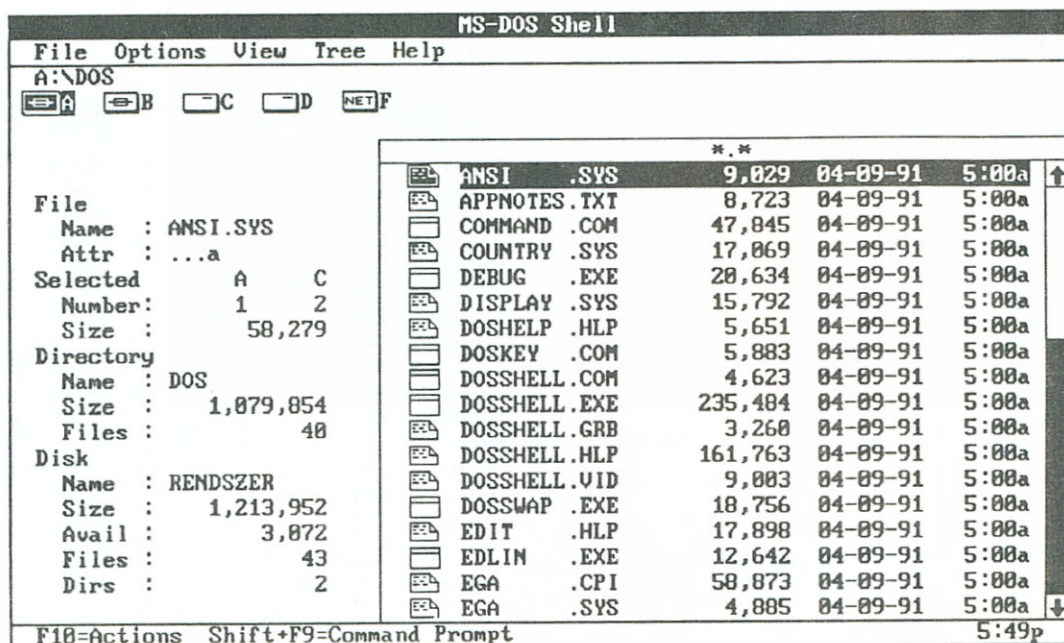 MS-DOS Shell
File Options View Tree Help
A:\DOS
A B C D NET F
*.*
ANSI .SYS 9,029 04-09-91 5:00a
APPNOTES.TXT 8,723 04-09-91 5:00a
COMMAND .COM 47,845 04-09-91 5:00a
COUNTRY .SYS 17,069 04-09-91 5:00a
DEBUG .EXE 20,634 04-09-91 5:00a
DISPLAY .SYS 15,792 04-09-91 5:00a
DOSHELP .HLP 5,651 04-09-91 5:00a
DOSKEY .COM 5,883 04-09-91 5:00a
DOSSHELL.COM 4,623 04-09-91 5:00a
DOSSHELL.EXE 235,484 04-09-91 5:00a
DOSSHELL.GRB 3,260 04-09-91 5:00a
DOSSHELL.HLP 161,763 04-09-91 5:00a
DOSSHELL.VID 9,003 04-09-91 5:00a
DOSSWAP .EXE 18,756 04-09-91 5:00a
EDIT .HLP 17,898 04-09-91 5:00a
EDLIN .EXE 12,642 04-09-91 5:00a
EGA .CPI 58,873 04-09-91 5:00a
EGA .SYS 4,885 04-09-91 5:00a
File
Name : ANSI.SYS
Attr : ...a
Selected A C
Number: 1 2
Size : 58,279
Directory
Name : DOS
Size : 1,079,854
Files : 40
Disk
Name : RENDSZER
Size : 1,213,952
Avail : 3,072
Files : 43
Dirs : 2
F10=Actions Shift+F9=Command Prompt 5:49p